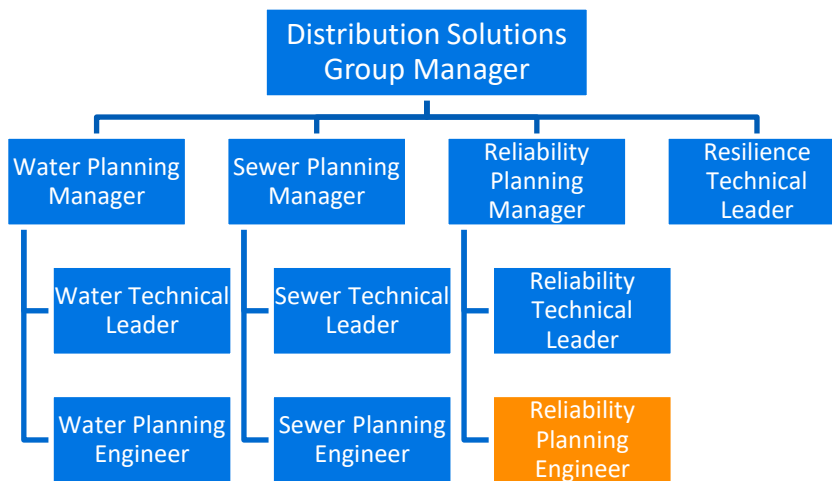 Distribution Solutions
Group Manager
Water Planning
Manager
Sewer Planning
Manager
Reliability
Planning
Manager
Resilience
Technical
Leader
Water Technical
Leader
Sewer Technical
Leader
Reliability
Technical
Leader
Water Planning
Engineer
Sewer Planning
Engineer
Reliability
Planning
Engineer